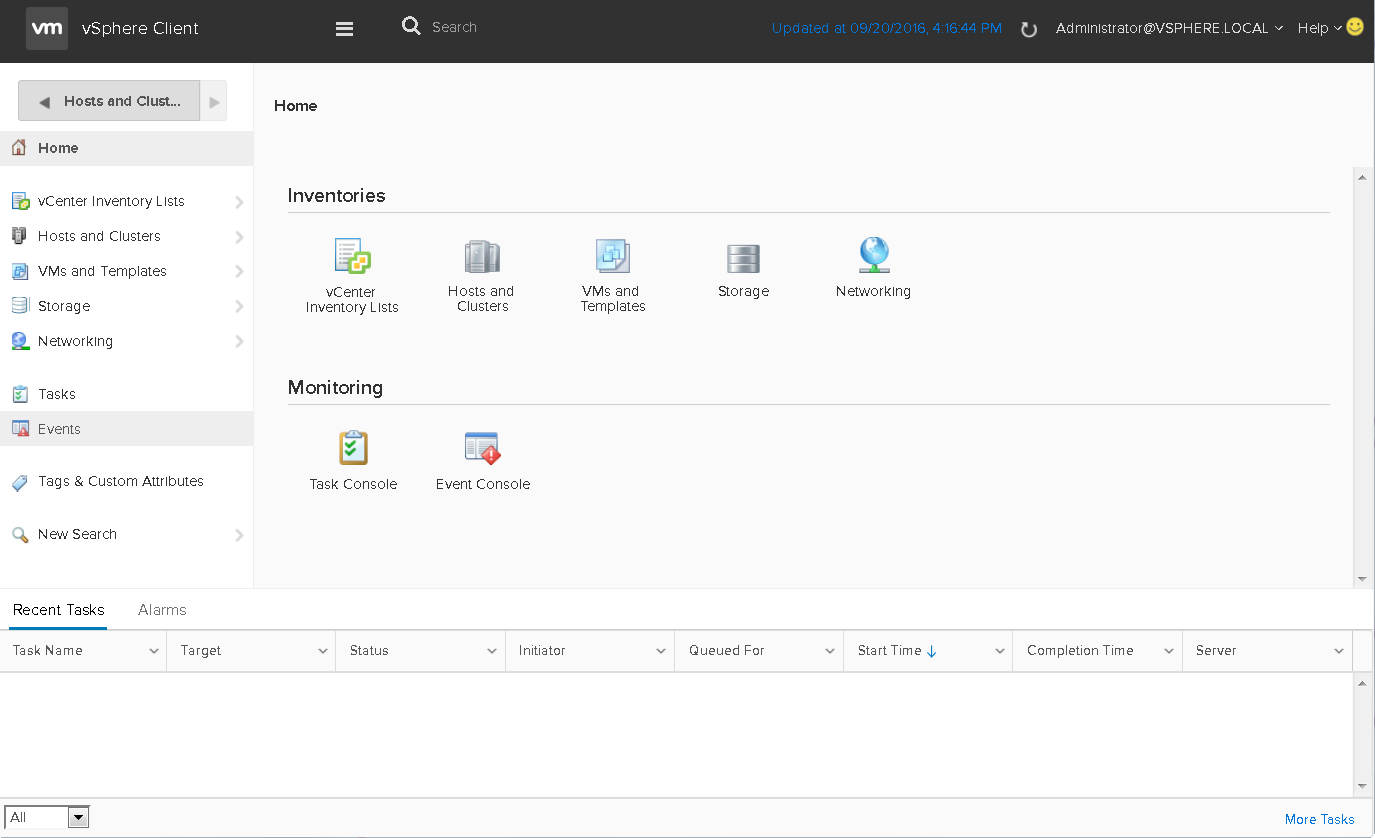 vm vSphere Client Search Updated at 09/20/2016, 4:16:44 PM Administrator@VSPHERE.LOCAL Help
Hosts and Clust...
Home
vCenter Inventory Lists
Hosts and Clusters
VMs and Templates
Storage
Networking
Tasks
Events
Tags & Custom Attributes
New Search
Home
Inventories
vCenter
Inventory Lists
Hosts and
Clusters
VMs and
Templates
Storage
Networking
Monitoring
Task Console
Event Console
Recent Tasks Alarms
Task Name Target Status Initiator Queued For Start Time Completion Time Server
All
More Tasks